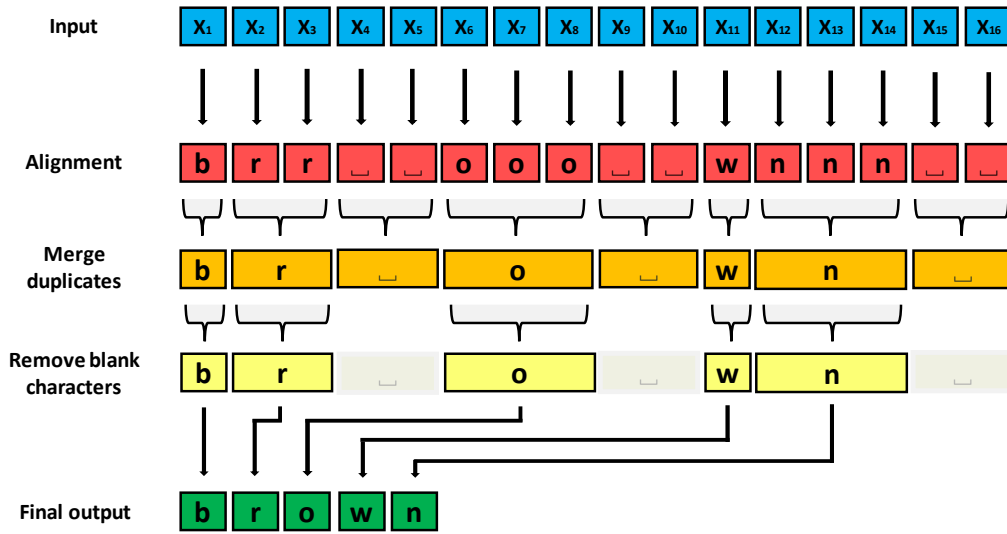 Input X₁ X₂ X₃ X₄ X₅ X₆ X₇ X₈ X₉ X₁₀ X₁₁ X₁₂ X₁₃ X₁₄ X₁₅ X₁₆
Alignment b r r ␣ ␣ o o o ␣ ␣ w n n n ␣ ␣
Merge
duplicates
b r ␣ o ␣ w n ␣
Remove blank
characters
b r ␣ o ␣ w n ␣
Final output b r o w n